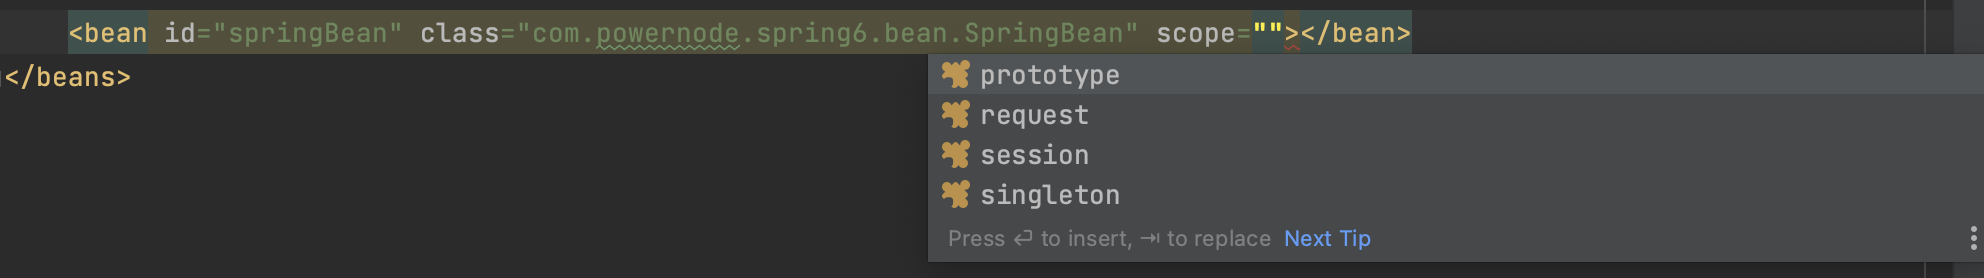 <bean id="springBean" class="com.powernode.spring6.bean.SpringBean" scope=""></bean>
</beans>
prototype
request
session
singleton
Press ↩ to insert, ⇥ to replace Next Tip